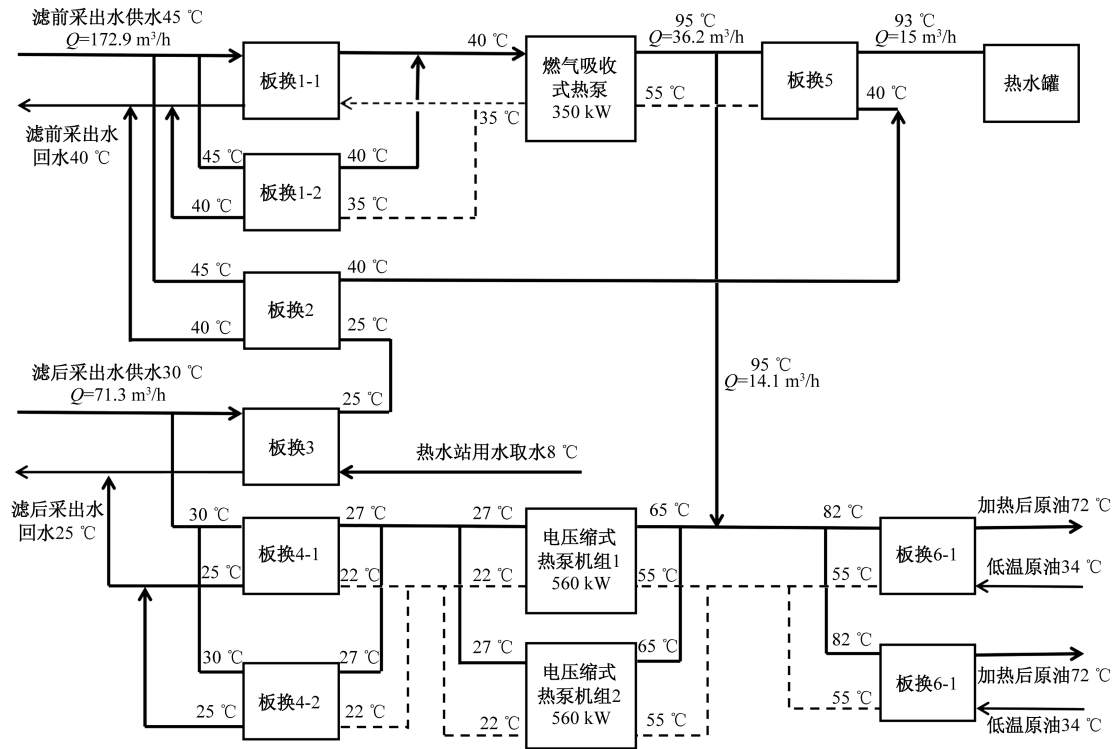 滤前采出水供水45 ℃
Q=172.9 m³/h
板换1-1
40 ℃
燃气吸收
式热泵
350 kW
95 ℃
Q=36.2 m³/h
55 ℃
板换5
93 ℃
Q=15 m³/h
40 ℃
热水罐
滤前采出水
回水40 ℃
35 ℃
45 ℃
40 ℃
板换1-2
40 ℃
35 ℃
45 ℃
40 ℃
板换2
40 ℃
25 ℃
滤后采出水供水30 ℃
Q=71.3 m³/h
25 ℃
板换3
热水站用水取水8 ℃
95 ℃
Q=14.1 m³/h
滤后采出水
回水25 ℃
30 ℃
25 ℃
板换4-1
27 ℃
22 ℃
27 ℃
22 ℃
电压缩式
热泵机组1
560 kW
65 ℃
55 ℃
82 ℃
55 ℃
板换6-1
加热后原油72 ℃
低温原油34 ℃
30 ℃
25 ℃
板换4-2
27 ℃
22 ℃
27 ℃
22 ℃
电压缩式
热泵机组2
560 kW
65 ℃
55 ℃
82 ℃
55 ℃
板换6-1
加热后原油72 ℃
低温原油34 ℃